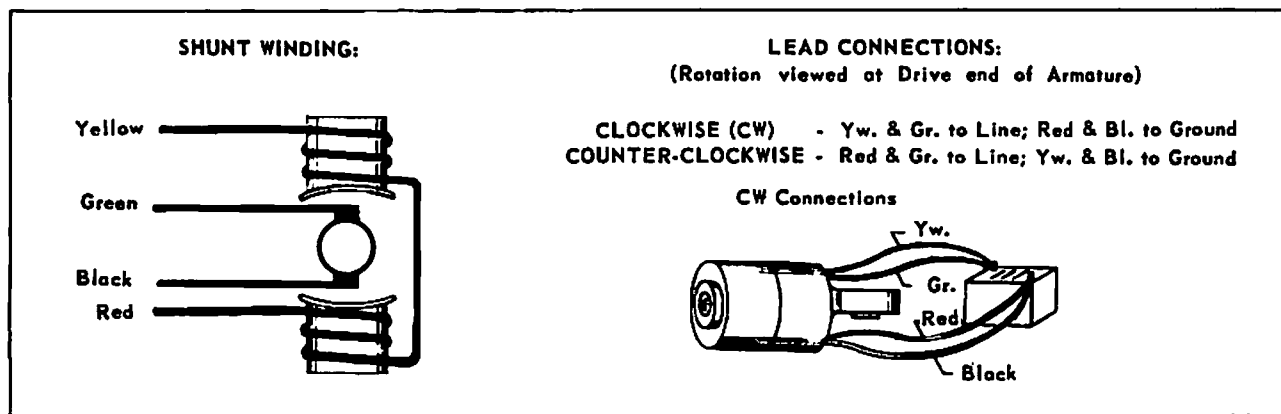 SHUNT WINDING:
Yellow
Green
Black
Red
LEAD CONNECTIONS:
(Rotation viewed at Drive end of Armature)
CLOCKWISE (CW) - Yw. & Gr. to Line; Red & Bl. to Ground
COUNTER-CLOCKWISE - Red & Gr. to Line; Yw. & Bl. to Ground
CW Connections
Yw.
Gr.
Red
Black